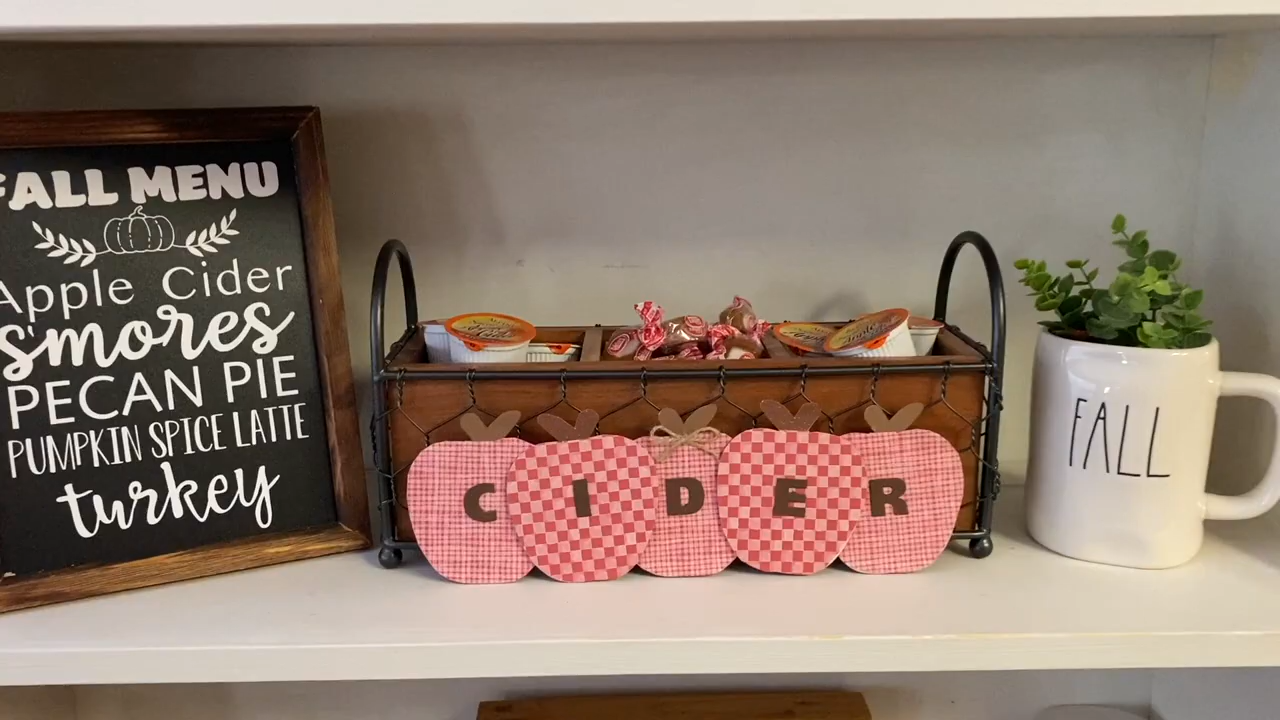 FALL MENU
Apple Cider
s'mores
PECAN PIE
PUMPKIN SPICE LATTE
turkey
CIDER
FALL